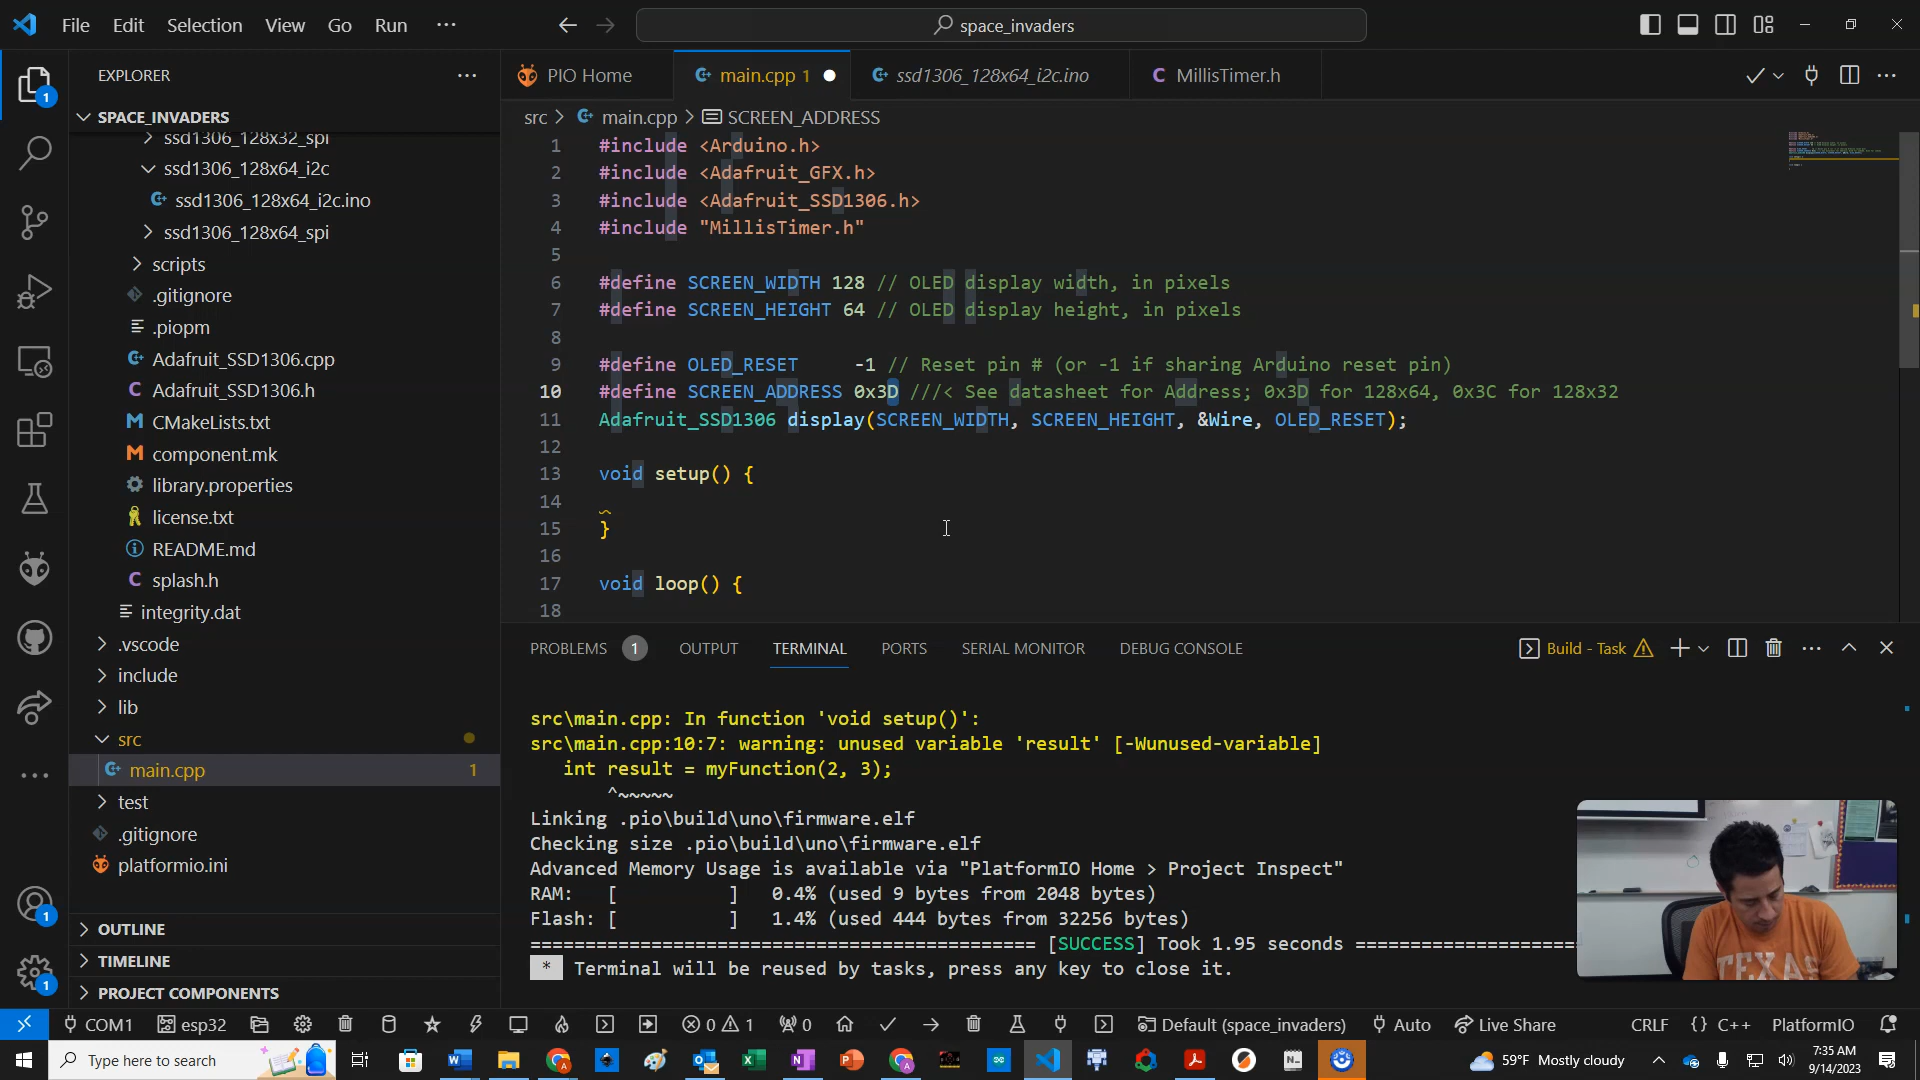 File Edit Selection View Go Run ··· space_invaders
EXPLORER ···
SPACE_INVADERS
ssd1306_128x32_spi
ssd1306_128x64_i2c
ssd1306_128x64_i2c.ino
ssd1306_128x64_spi
scripts
.gitignore
.piopm
Adafruit_SSD1306.cpp
Adafruit_SSD1306.h
CMakeLists.txt
component.mk
library.properties
license.txt
README.md
splash.h
integrity.dat
.vscode
include
lib
src
main.cpp 1
test
.gitignore
platformio.ini
OUTLINE
TIMELINE
PROJECT COMPONENTS
PIO Home main.cpp 1 ssd1306_128x64_i2c.ino MillisTimer.h
src > main.cpp > SCREEN_ADDRESS
1 #include <Arduino.h>
2 #include <Adafruit_GFX.h>
3 #include <Adafruit_SSD1306.h>
4 #include "MillisTimer.h"
5
6 #define SCREEN_WIDTH 128 // OLED display width, in pixels
7 #define SCREEN_HEIGHT 64 // OLED display height, in pixels
8
9 #define OLED_RESET     -1 // Reset pin # (or -1 if sharing Arduino reset pin)
10 #define SCREEN_ADDRESS 0x3D ///< See datasheet for Address; 0x3D for 128x64, 0x3C for 128x32
11 Adafruit_SSD1306 display(SCREEN_WIDTH, SCREEN_HEIGHT, &Wire, OLED_RESET);
12
13 void setup() {
14
15 }
16
17 void loop() {
18
PROBLEMS 1 OUTPUT TERMINAL PORTS SERIAL MONITOR DEBUG CONSOLE Build - Task
src\main.cpp: In function 'void setup()':
src\main.cpp:10:7: warning: unused variable 'result' [-Wunused-variable]
int result = myFunction(2, 3);
^~~~~~
Linking .pio\build\uno\firmware.elf
Checking size .pio\build\uno\firmware.elf
Advanced Memory Usage is available via "PlatformIO Home > Project Inspect"
RAM:   [          ]   0.4% (used 9 bytes from 2048 bytes)
Flash: [          ]   1.4% (used 444 bytes from 32256 bytes)
============================================= [SUCCESS] Took 1.95 seconds ====================
* Terminal will be reused by tasks, press any key to close it.
TEXAS
COM1 esp32 0 1 0 Default (space_invaders) Auto Live Share CRLF {} C++ PlatformIO
Type here to search 59°F Mostly cloudy 7:35 AM
9/14/2023